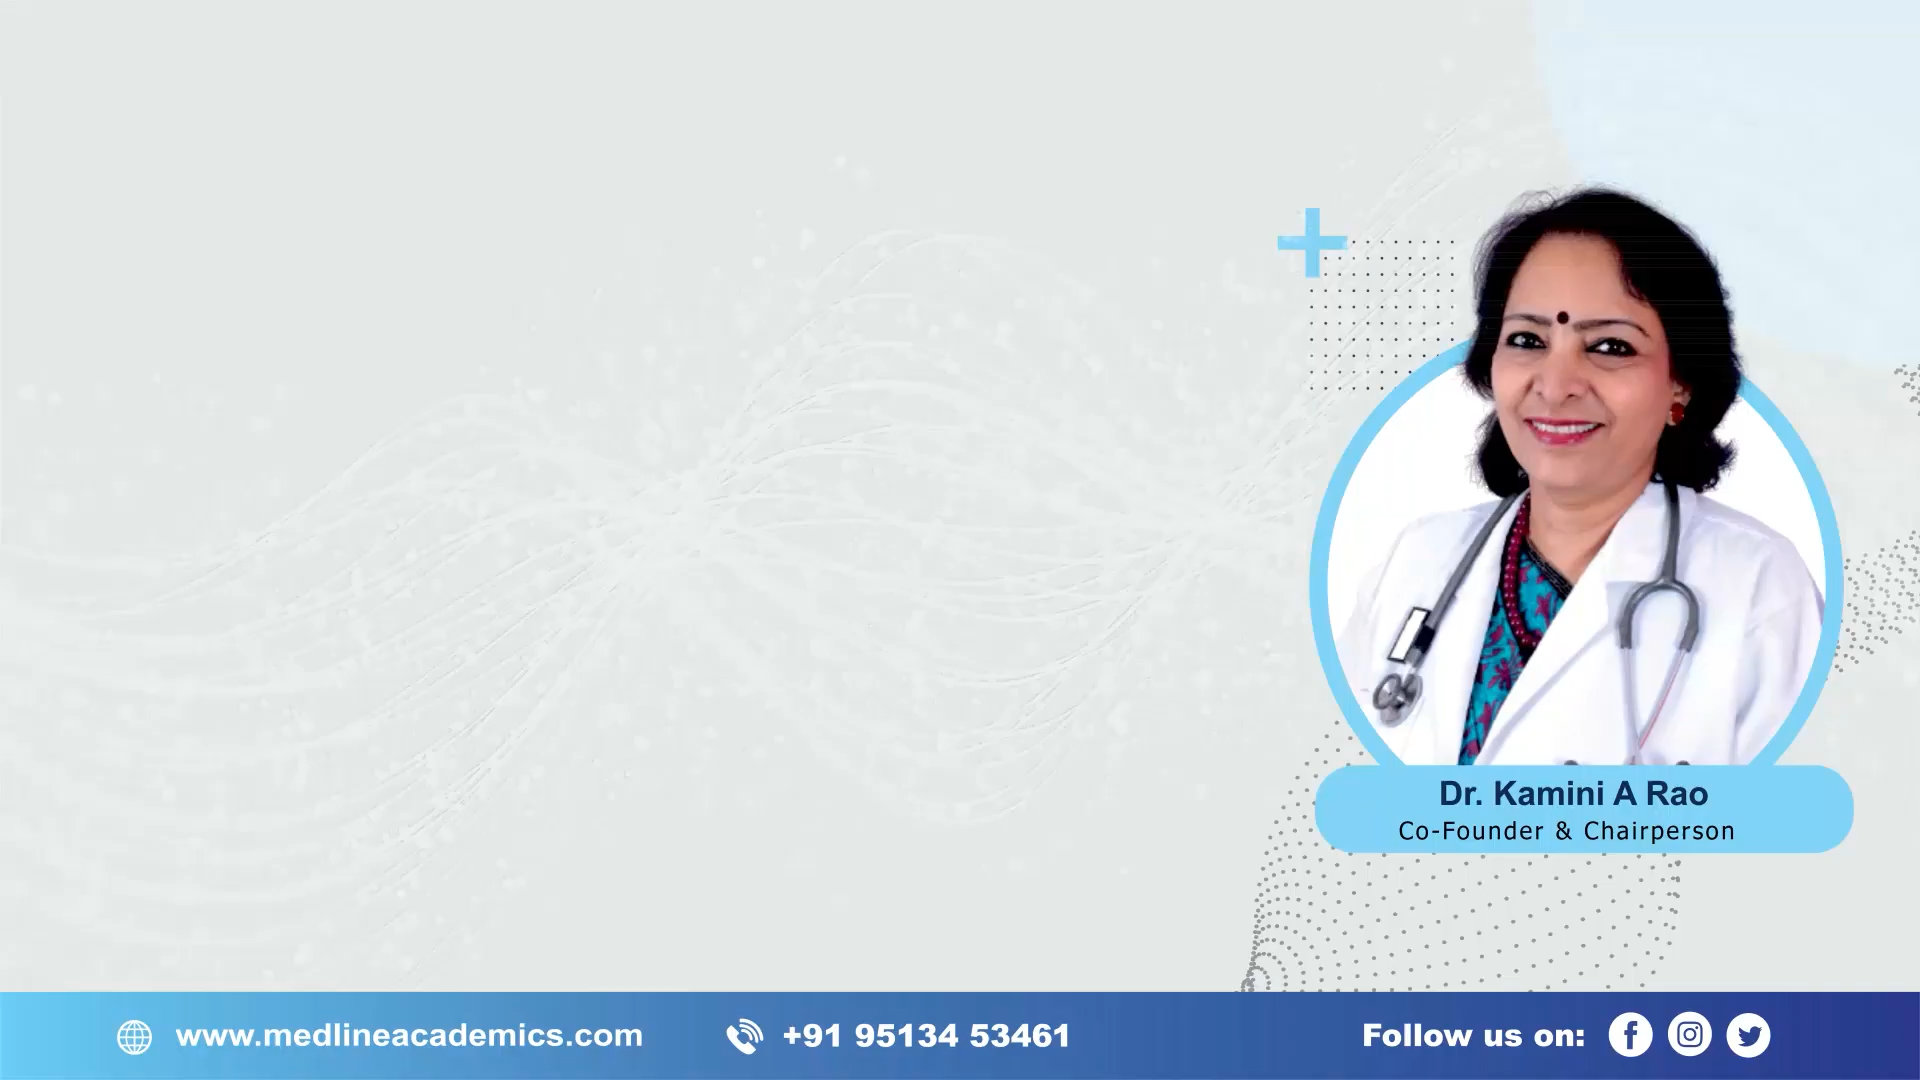 Dr. Kamini A Rao
Co-Founder & Chairperson
www.medlineacademics.com
+91 95134 53461
Follow us on: